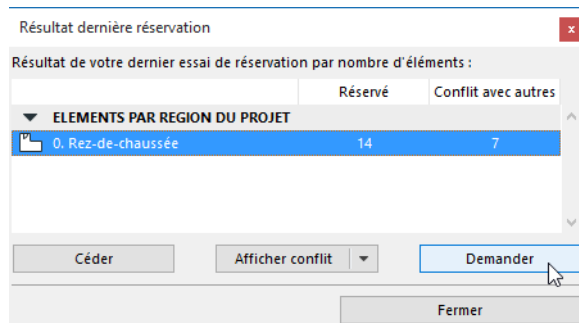 Résultat dernière réservation
x
Résultat de votre dernier essai de réservation par nombre d'éléments :
Réservé Conflit avec autres
ELEMENTS PAR REGION DU PROJET
0. Rez-de-chaussée 14 7
Céder Afficher conflit Demander
Fermer